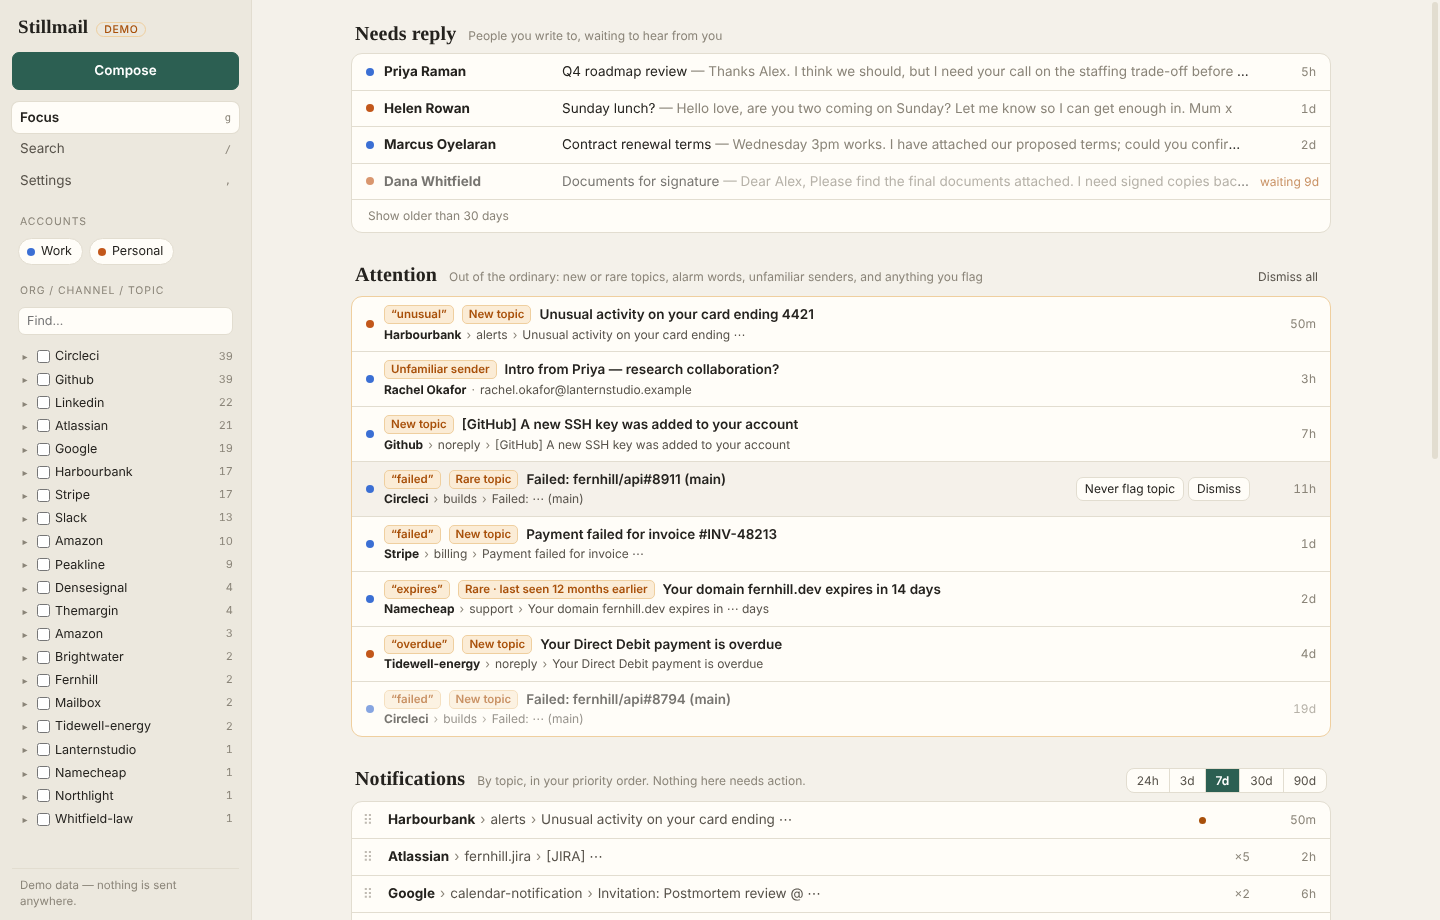 Stillmail DEMO
Compose
Focus g
Search /
Settings ,
ACCOUNTS
Work Personal
ORG / CHANNEL / TOPIC
Find...
Circleci 39
Github 39
Linkedin 22
Atlassian 21
Google 19
Harbourbank 17
Stripe 17
Slack 13
Amazon 10
Peakline 9
Densesignal 4
Themargin 4
Amazon 3
Brightwater 2
Fernhill 2
Mailbox 2
Tidewell-energy 2
Lanternstudio 1
Namecheap 1
Northlight 1
Whitfield-law 1
Demo data — nothing is sent
anywhere.
Needs reply People you write to, waiting to hear from you
Priya Raman Q4 roadmap review — Thanks Alex. I think we should, but I need your call on the staffing trade-off before ... 5h
Helen Rowan Sunday lunch? — Hello love, are you two coming on Sunday? Let me know so I can get enough in. Mum x 1d
Marcus Oyelaran Contract renewal terms — Wednesday 3pm works. I have attached our proposed terms; could you confir... 2d
Dana Whitfield Documents for signature — Dear Alex, Please find the final documents attached. I need signed copies bac... waiting 9d
Show older than 30 days
Attention Out of the ordinary: new or rare topics, alarm words, unfamiliar senders, and anything you flag Dismiss all
“unusual” New topic Unusual activity on your card ending 4421
Harbourbank › alerts › Unusual activity on your card ending ··· 50m
Unfamiliar sender Intro from Priya — research collaboration?
Rachel Okafor · rachel.okafor@lanternstudio.example 3h
New topic [GitHub] A new SSH key was added to your account
Github › noreply › [GitHub] A new SSH key was added to your account 7h
“failed” Rare topic Failed: fernhill/api#8911 (main)
Circleci › builds › Failed: ··· (main) Never flag topic Dismiss 11h
“failed” New topic Payment failed for invoice #INV-48213
Stripe › billing › Payment failed for invoice ··· 1d
“expires” Rare · last seen 12 months earlier Your domain fernhill.dev expires in 14 days
Namecheap › support › Your domain fernhill.dev expires in ··· days 2d
“overdue” New topic Your Direct Debit payment is overdue
Tidewell-energy › noreply › Your Direct Debit payment is overdue 4d
“failed” New topic Failed: fernhill/api#8794 (main)
Circleci › builds › Failed: ··· (main) 19d
Notifications By topic, in your priority order. Nothing here needs action. 24h 3d 7d 30d 90d
Harbourbank › alerts › Unusual activity on your card ending ··· 50m
Atlassian › fernhill.jira › [JIRA] ··· ×5 2h
Google › calendar-notification › Invitation: Postmortem review @ ··· ×2 6h